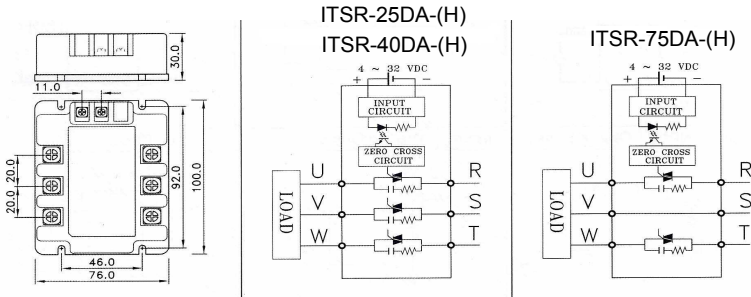 30.0
11.0
20.0
20.0
92.0
100.0
46.0
76.0
ITSR-25DA-(H)
ITSR-40DA-(H)
4 ~ 32 VDC
+ −
INPUT
CIRCUIT
ZERO CROSS
CIRCUIT
LOAD
U R
V S
W T
ITSR-75DA-(H)
4 ~ 32 VDC
+ −
INPUT
CIRCUIT
ZERO CROSS
CIRCUIT
LOAD
U R
V S
W T